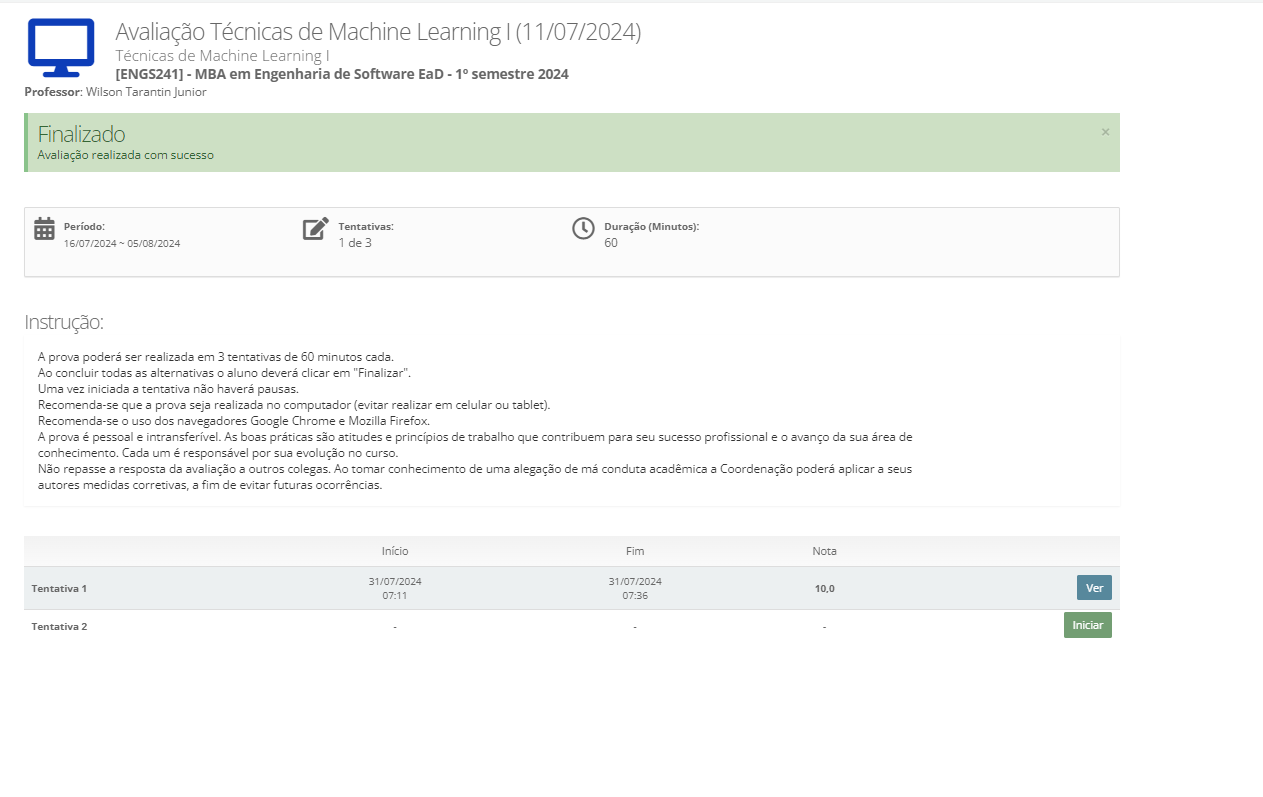 Avaliação Técnicas de Machine Learning I (11/07/2024)
Técnicas de Machine Learning I
[ENGS241] - MBA em Engenharia de Software EaD - 1º semestre 2024
Professor: Wilson Tarantin Junior
Finalizado
×
Avaliação realizada com sucesso
Período:
16/07/2024 ~ 05/08/2024
Tentativas:
1 de 3
Duração (Minutos):
60
Instrução:
A prova poderá ser realizada em 3 tentativas de 60 minutos cada.
Ao concluir todas as alternativas o aluno deverá clicar em "Finalizar".
Uma vez iniciada a tentativa não haverá pausas.
Recomenda-se que a prova seja realizada no computador (evitar realizar em celular ou tablet).
Recomenda-se o uso dos navegadores Google Chrome e Mozilla Firefox.
A prova é pessoal e intransferível. As boas práticas são atitudes e princípios de trabalho que contribuem para seu sucesso profissional e o avanço da sua área de
conhecimento. Cada um é responsável por sua evolução no curso.
Não repasse a resposta da avaliação a outros colegas. Ao tomar conhecimento de uma alegação de má conduta acadêmica a Coordenação poderá aplicar a seus
autores medidas corretivas, a fim de evitar futuras ocorrências.
Início Fim Nota
Tentativa 1 31/07/2024 07:11 31/07/2024 07:36 10,0 Ver
Tentativa 2 - - - Iniciar